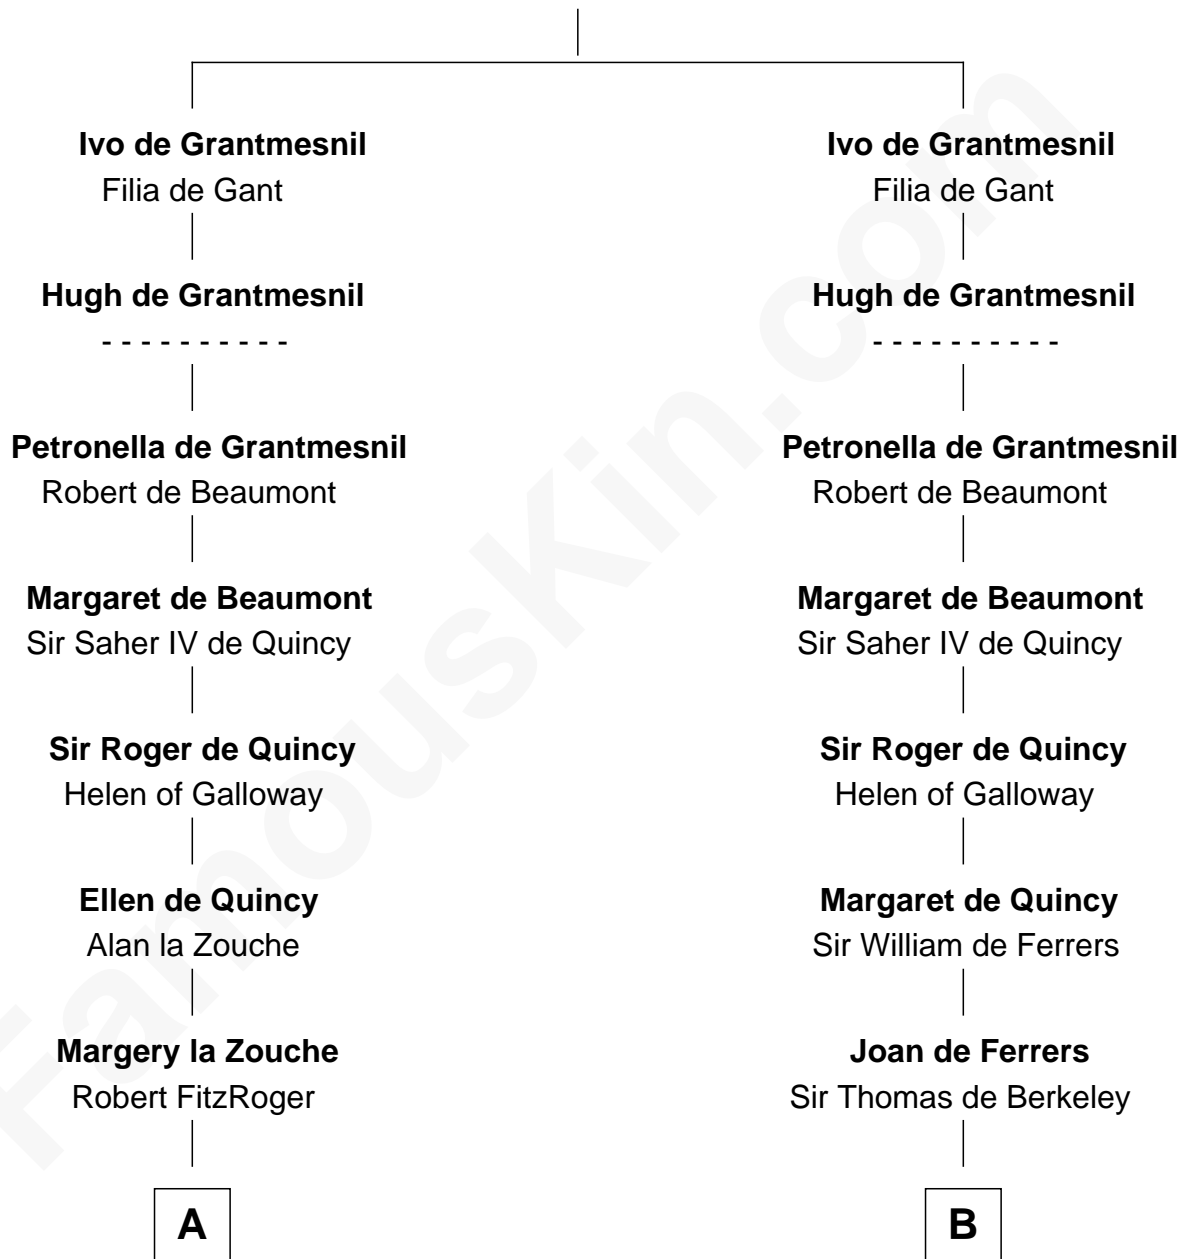 Ivo de Grantmesnil
Filia de Gant
Hugh de Grantmesnil
- - - - - - - - - -
Petronella de Grantmesnil
Robert de Beaumont
Margaret de Beaumont
Sir Saher IV de Quincy
Sir Roger de Quincy
Helen of Galloway
Ellen de Quincy
Alan la Zouche
Margery la Zouche
Robert FitzRoger
A
Ivo de Grantmesnil
Filia de Gant
Hugh de Grantmesnil
- - - - - - - - - -
Petronella de Grantmesnil
Robert de Beaumont
Margaret de Beaumont
Sir Saher IV de Quincy
Sir Roger de Quincy
Helen of Galloway
Margaret de Quincy
Sir William de Ferrers
Joan de Ferrers
Sir Thomas de Berkeley
B
FamousKin.com